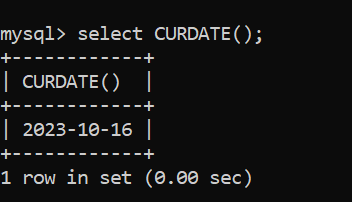 mysql> select CURDATE();
+------------+
| CURDATE()  |
+------------+
| 2023-10-16 |
+------------+
1 row in set (0.00 sec)